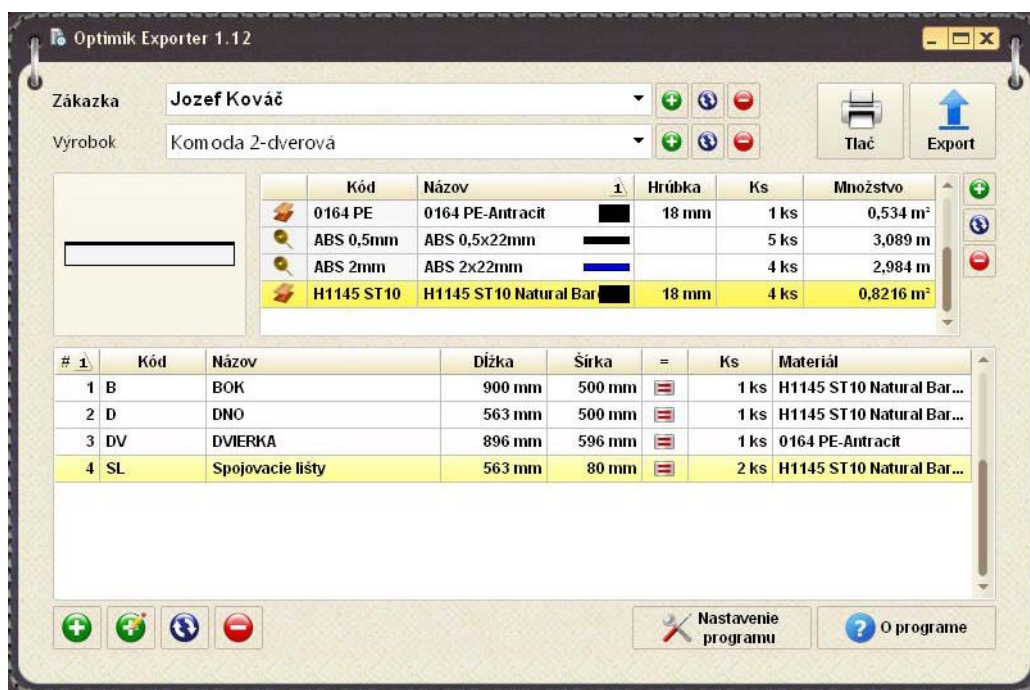 Optimik Exporter 1.12
Zákazka Jozef Kováč
Výrobok Komoda 2-dverová
Tlač Export
Kód Názov 1 Hrúbka Ks Množstvo
0164 PE 0164 PE-Antracit 18 mm 1 ks 0,534 m²
ABS 0,5mm ABS 0,5x22mm 5 ks 3,089 m
ABS 2mm ABS 2x22mm 4 ks 2,984 m
H1145 ST10 H1145 ST10 Natural Bar 18 mm 4 ks 0,8216 m²
# 1 Kód Názov Dĺžka Šírka = Ks Materiál
1 B BOK 900 mm 500 mm 1 ks H1145 ST10 Natural Bar...
2 D DNO 563 mm 500 mm 1 ks H1145 ST10 Natural Bar...
3 DV DVIERKA 896 mm 596 mm 1 ks 0164 PE-Antracit
4 SL Spojovacie lišty 563 mm 80 mm 2 ks H1145 ST10 Natural Bar...
Nastavenie programu
O programe